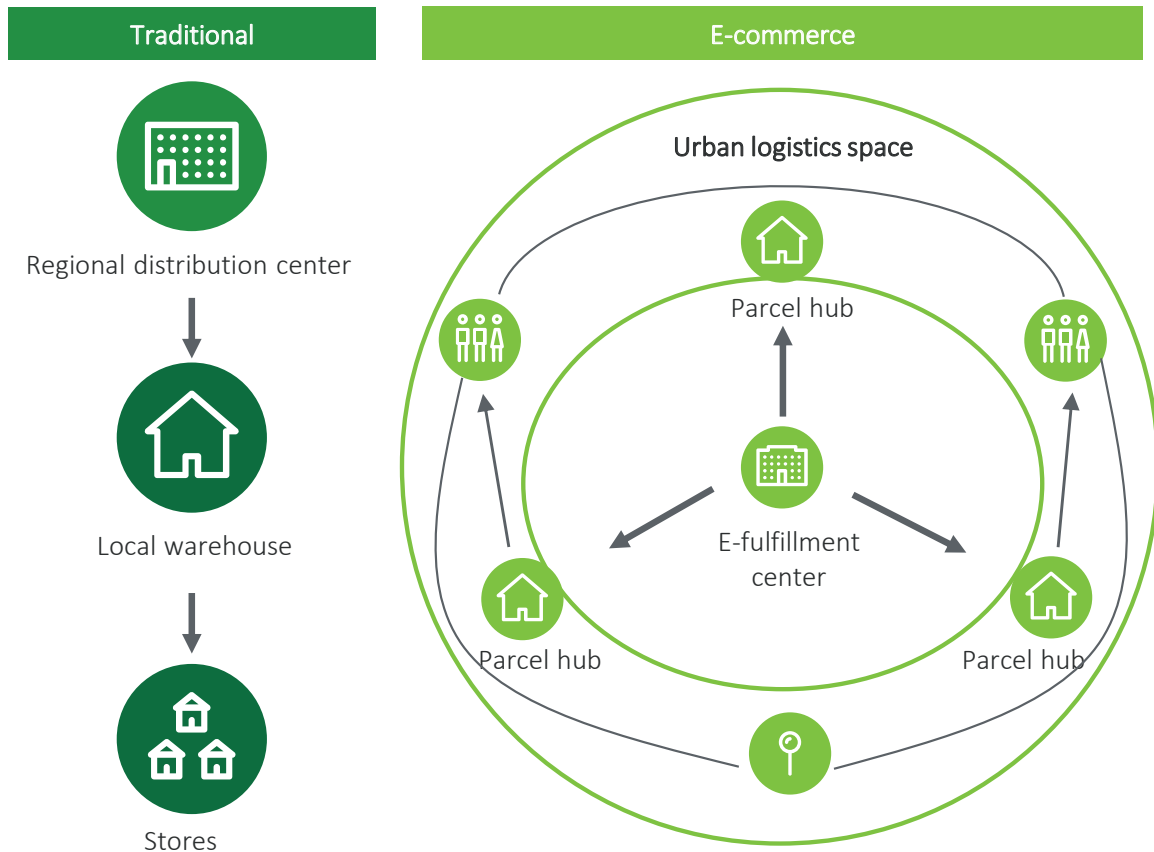 Traditional
Regional distribution center
Local warehouse
Stores
E-commerce
Urban logistics space
Parcel hub
E-fulfillment
center
Parcel hub
Parcel hub